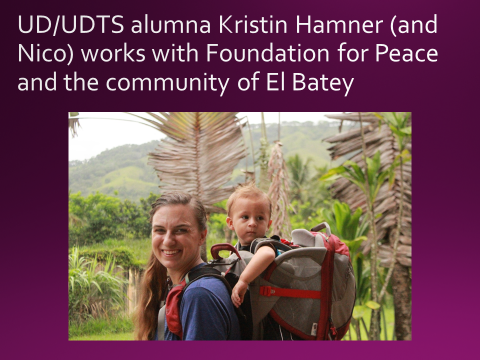 UD/UDTS alumna Kristin Hamner (and
Nico) works with Foundation for Peace
and the community of El Batey